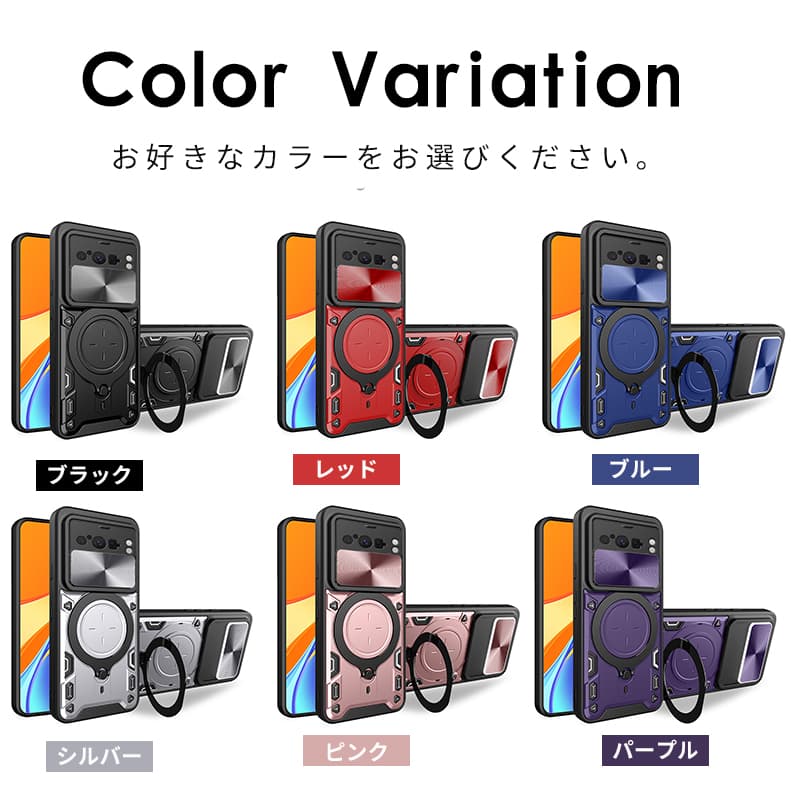 Color Variation
お好きなカラーをお選びください。
ブラック
レッド
ブルー
シルバー
ピンク
パープル